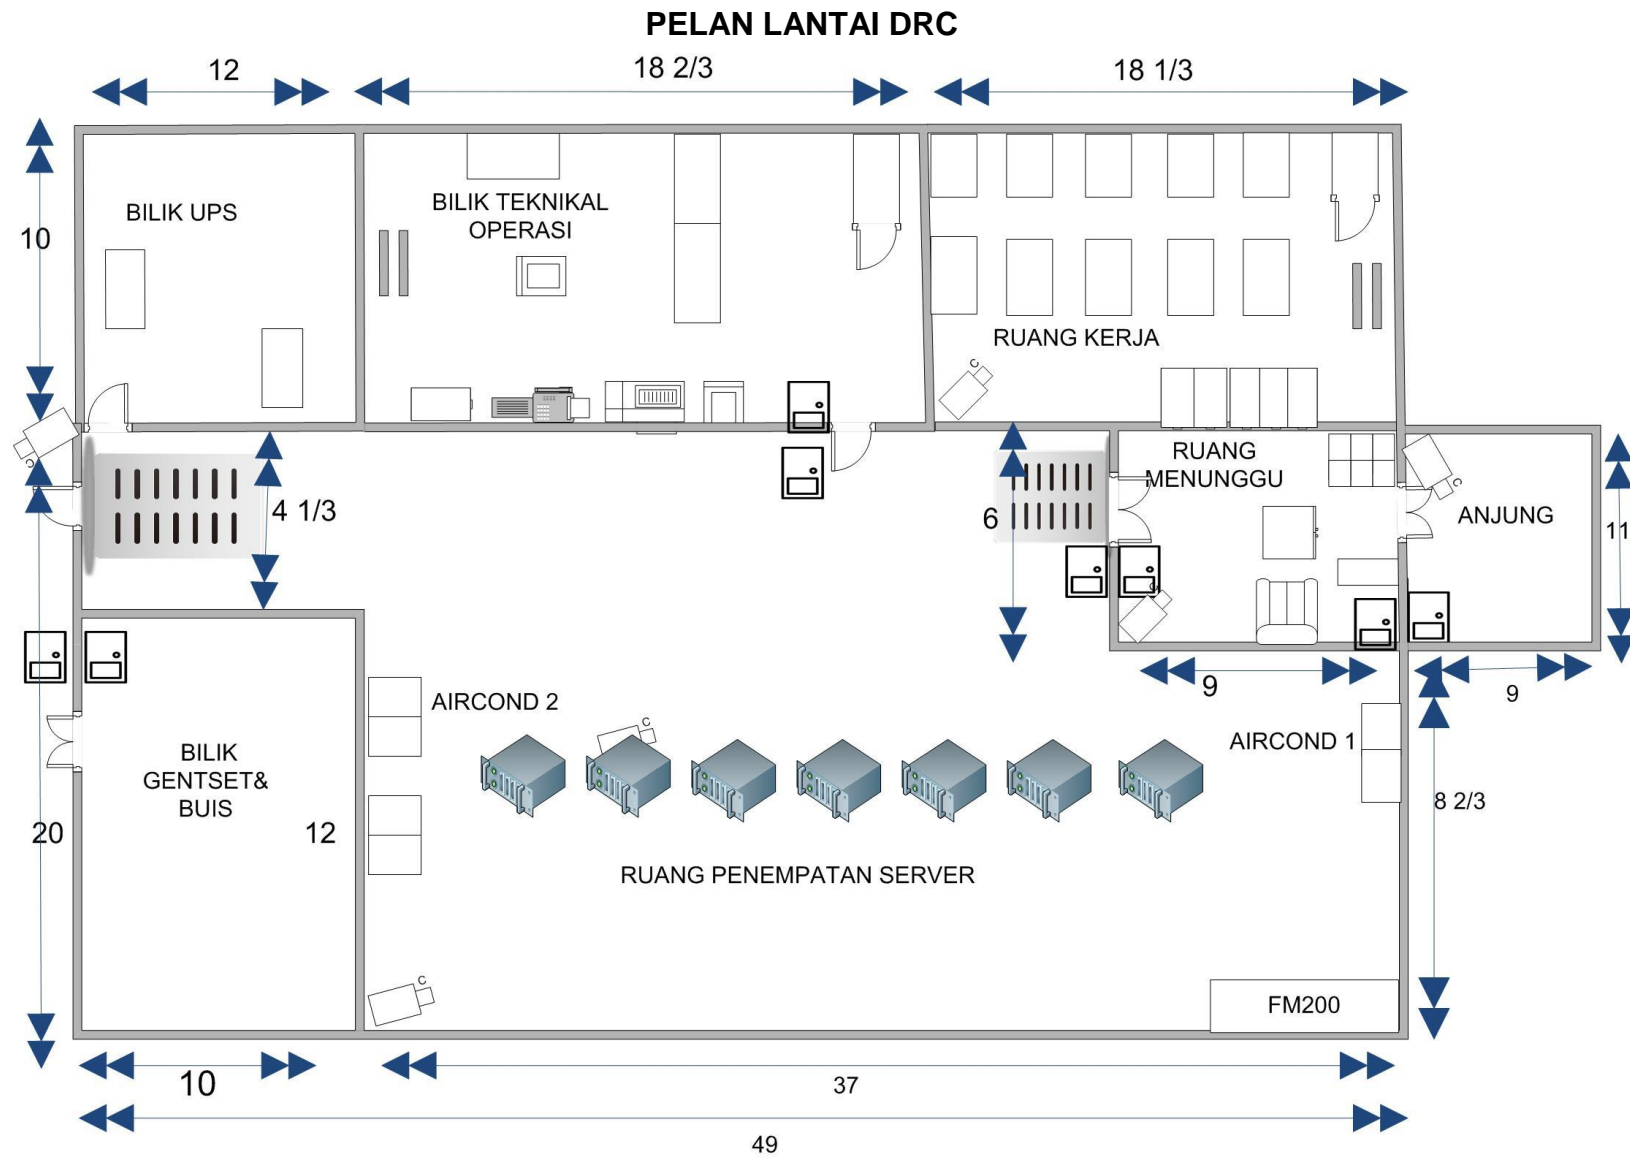 PELAN LANTAI DRC
12
18 2/3
18 1/3
10
BILIK UPS
BILIK TEKNIKAL
OPERASI
RUANG KERJA
C
C
4 1/3
6
RUANG
MENUNGGU
C
ANJUNG
11
C
9
9
AIRCOND 2
C
AIRCOND 1
BILIK
GENTSET&
BUIS
20
12
8 2/3
RUANG PENEMPATAN SERVER
C
FM200
10
37
49